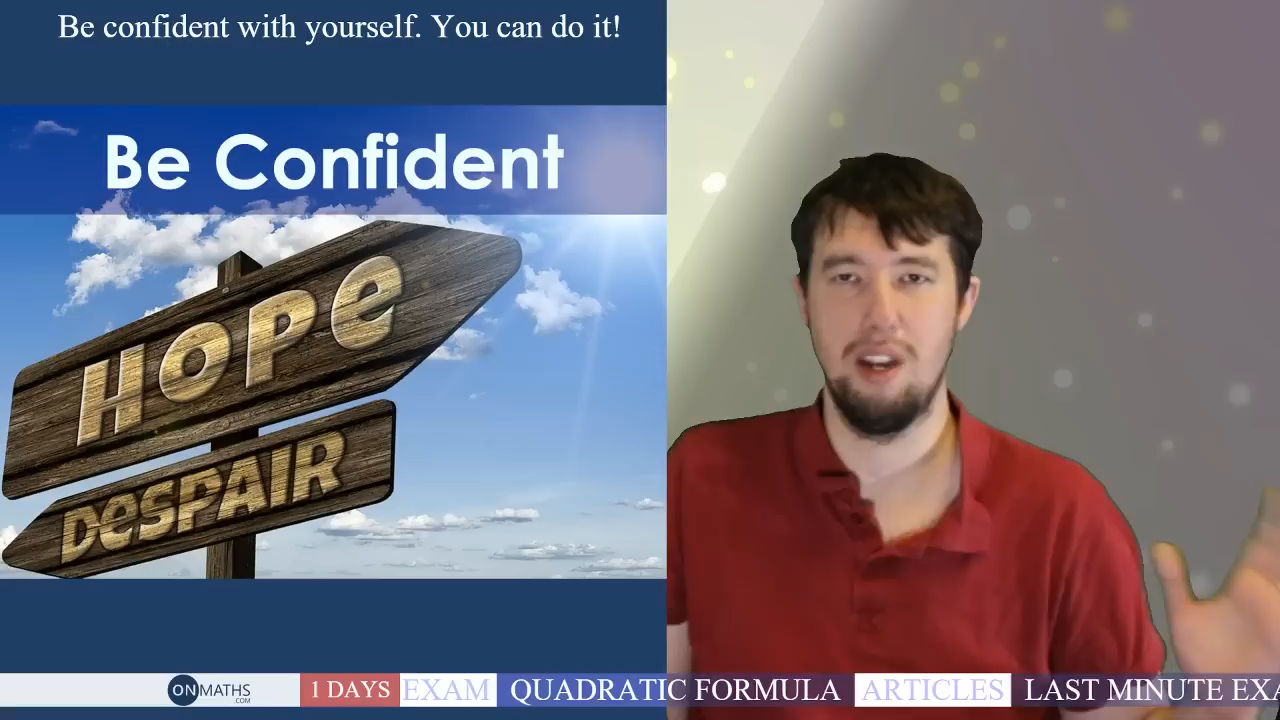 Be confident with yourself. You can do it!
Be Confident
HOPe
DeSPAIR
ONMATHS
.COM
1 DAYS
EXAM
QUADRATIC FORMULA
ARTICLES
LAST MINUTE EXA